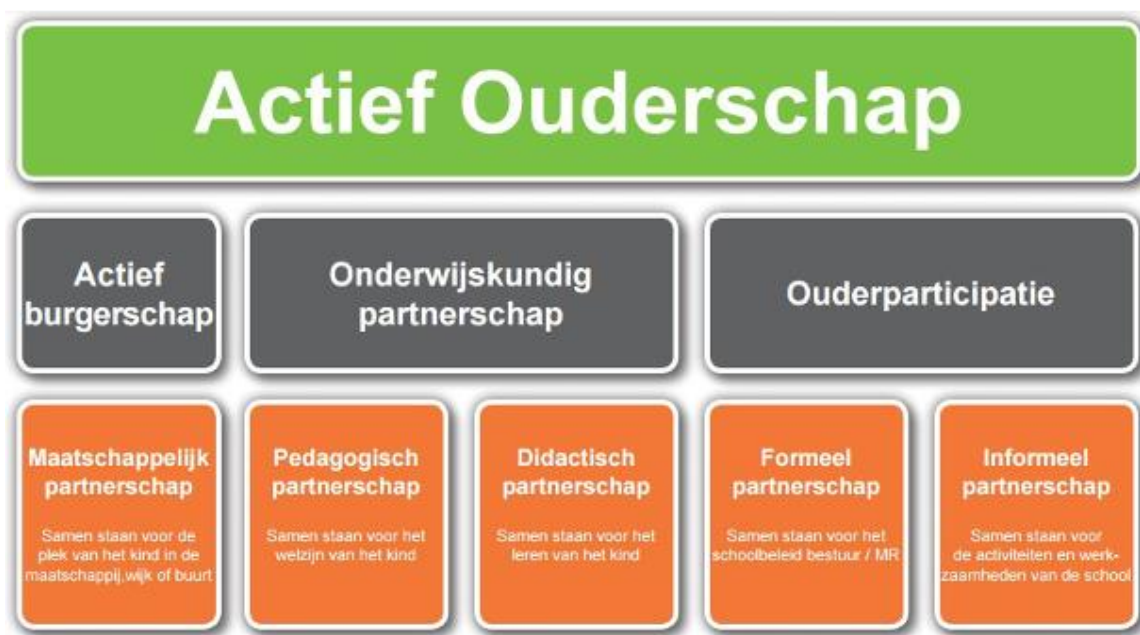 Actief Ouderschap
Actief
burgerschap
Onderwijskundig
partnerschap
Ouderparticipatie
Maatschappelijk
partnerschap
Samen staan voor de
plek van het kind in de
maatschappij,wijk of buurt
Pedagogisch
partnerschap
Samen staan voor het
welzijn van het kind
Didactisch
partnerschap
Samen staan voor het
leren van het kind
Formeel
partnerschap
Samen staan voor het
schoolbeleid bestuur / MR
Informeel
partnerschap
Samen staan voor
de activiteiten en werk-
zaamheden van de school